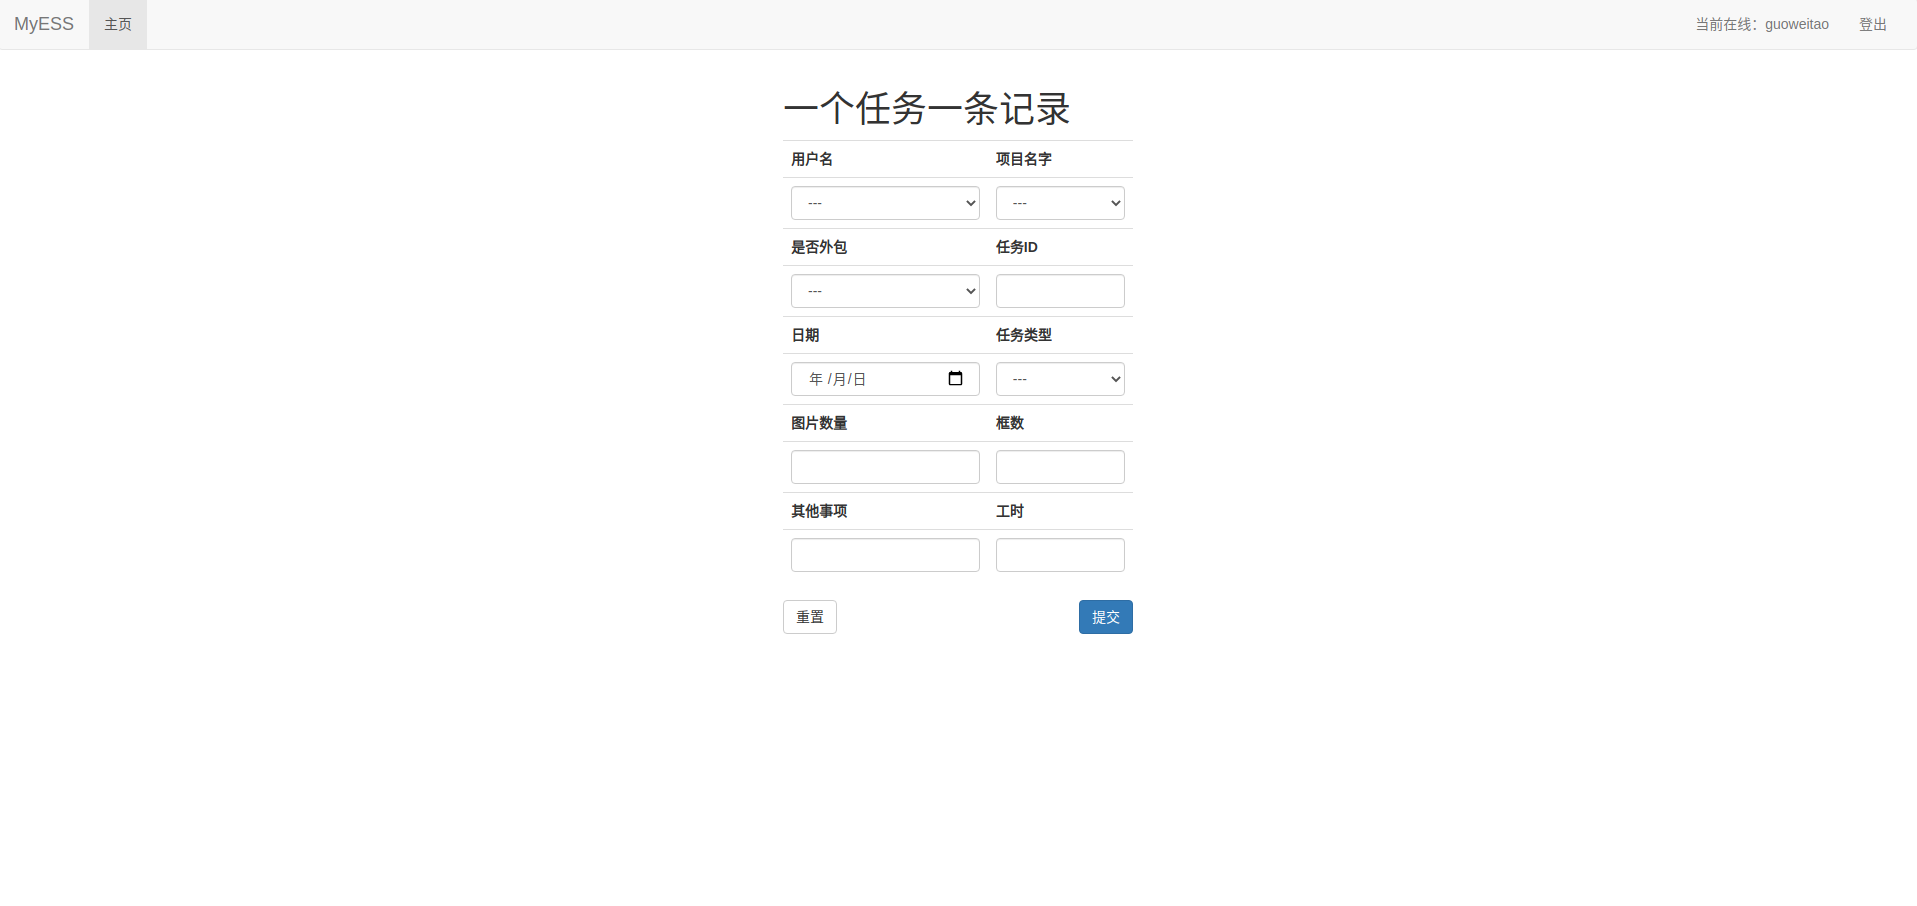 MyESS 主页 当前在线：guoweitao 登出
一个任务一条记录
用户名 项目名字
--- ---
是否外包 任务ID
---
日期 任务类型
年 /月/日 ---
图片数量 框数
其他事项 工时
重置 提交